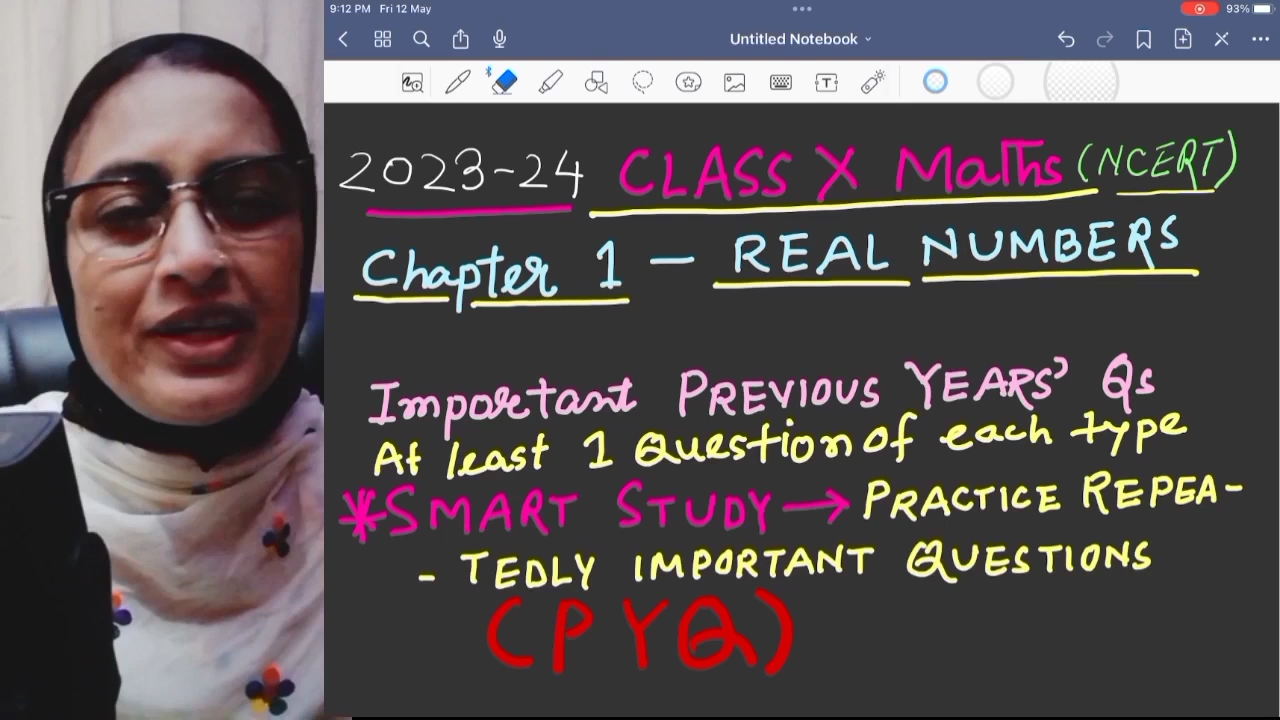 9:12 PM Fri 12 May
93%
Untitled Notebook
2023-24 CLASS X Maths (NCERT)
Chapter 1 - REAL NUMBERS
Important PREVIOUS YEARS' Qs
At least 1 Question of each type
*SMART STUDY → PRACTICE REPEA-
- TEDLY IMPORTANT QUESTIONS
(PYQ)